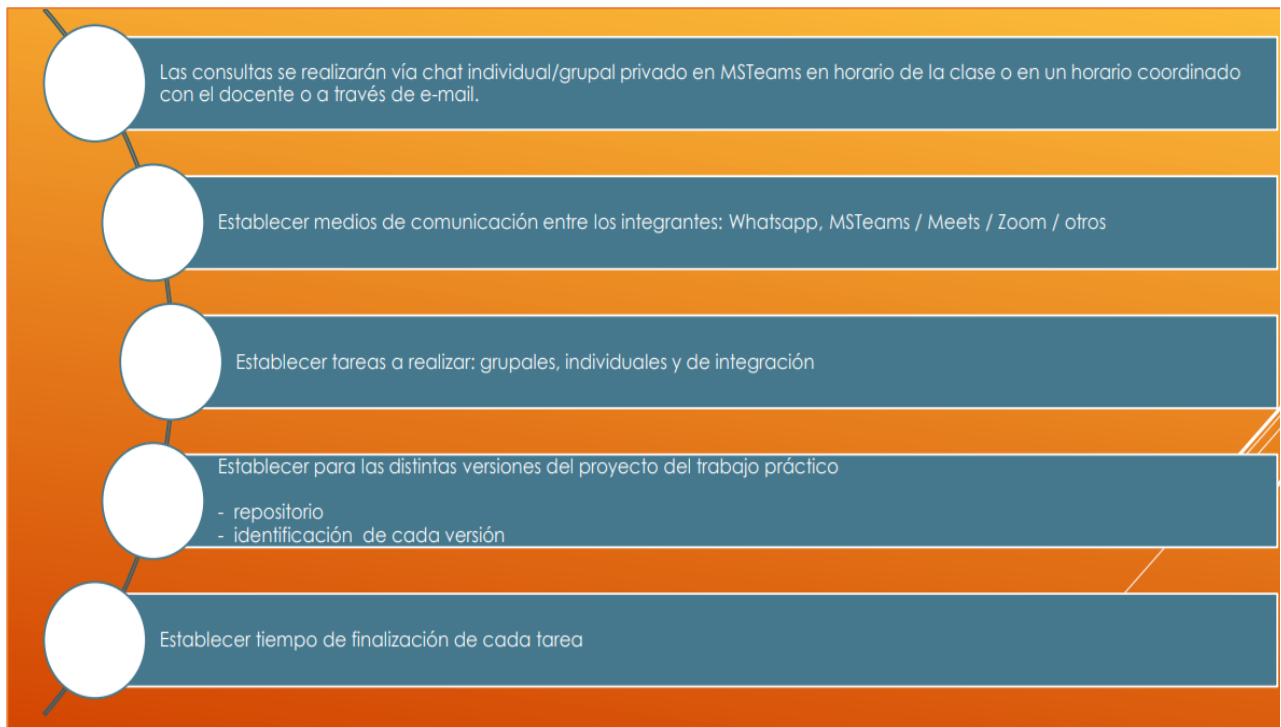 Las consultas se realizarán vía chat individual/grupal privado en MSTeams en horario de la clase o en un horario coordinado
con el docente o a través de e-mail.
Establecer medios de comunicación entre los integrantes: Whatsapp, MSTeams / Meets / Zoom / otros
Establecer tareas a realizar: grupales, individuales y de integración
Establecer para las distintas versiones del proyecto del trabajo práctico
- repositorio
- identificación de cada versión
Establecer tiempo de finalización de cada tarea